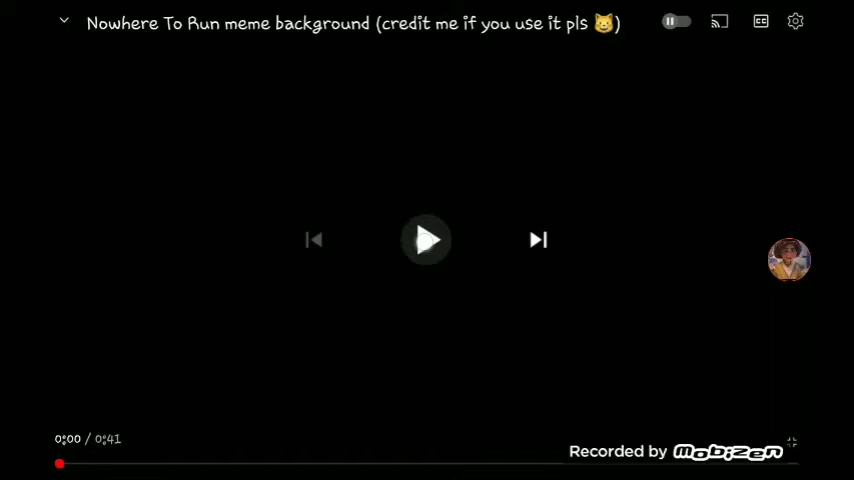 Nowhere To Run meme background (credit me if you use it pls 😺)
CC
0:00 / 0:41
Recorded by mobizen